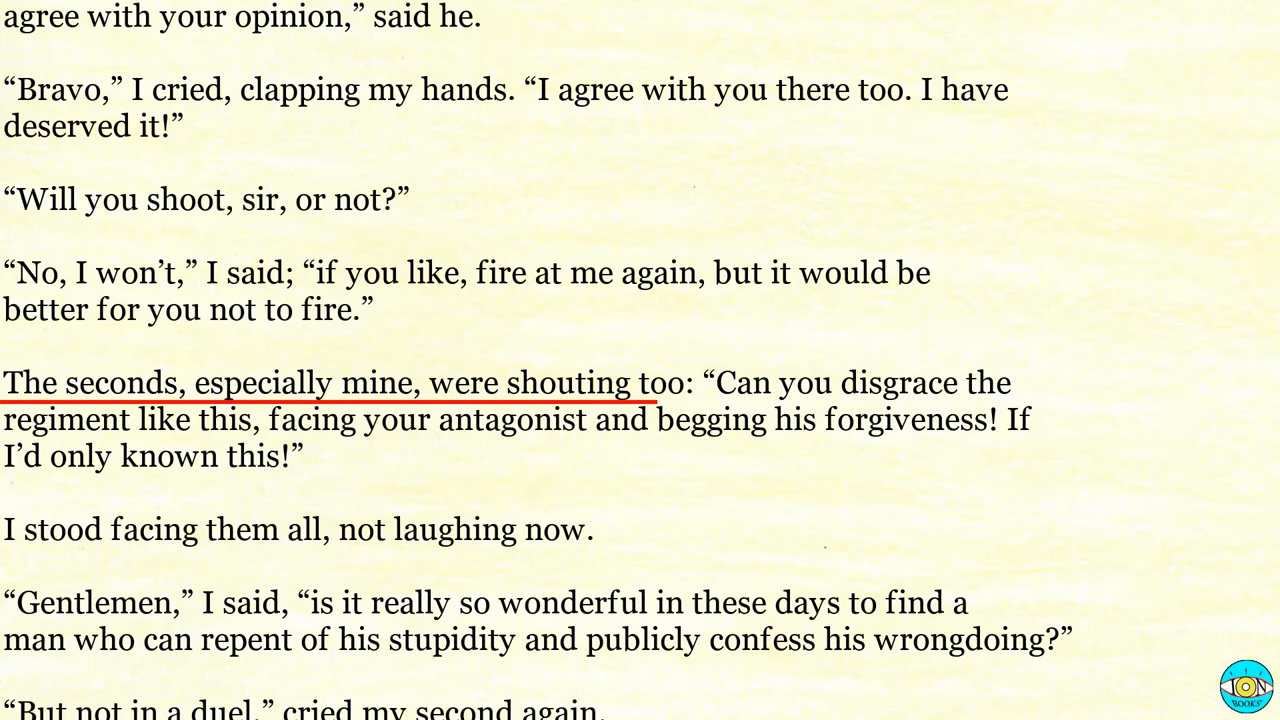 agree with your opinion,” said he.
“Bravo,” I cried, clapping my hands. “I agree with you there too. I have
deserved it!”
“Will you shoot, sir, or not?”
“No, I won’t,” I said; “if you like, fire at me again, but it would be
better for you not to fire.”
The seconds, especially mine, were shouting too: “Can you disgrace the
regiment like this, facing your antagonist and begging his forgiveness! If
I’d only known this!”
I stood facing them all, not laughing now.
“Gentlemen,” I said, “is it really so wonderful in these days to find a
man who can repent of his stupidity and publicly confess his wrongdoing?”
“But not in a duel,” cried my second again.
ION
BOOKS